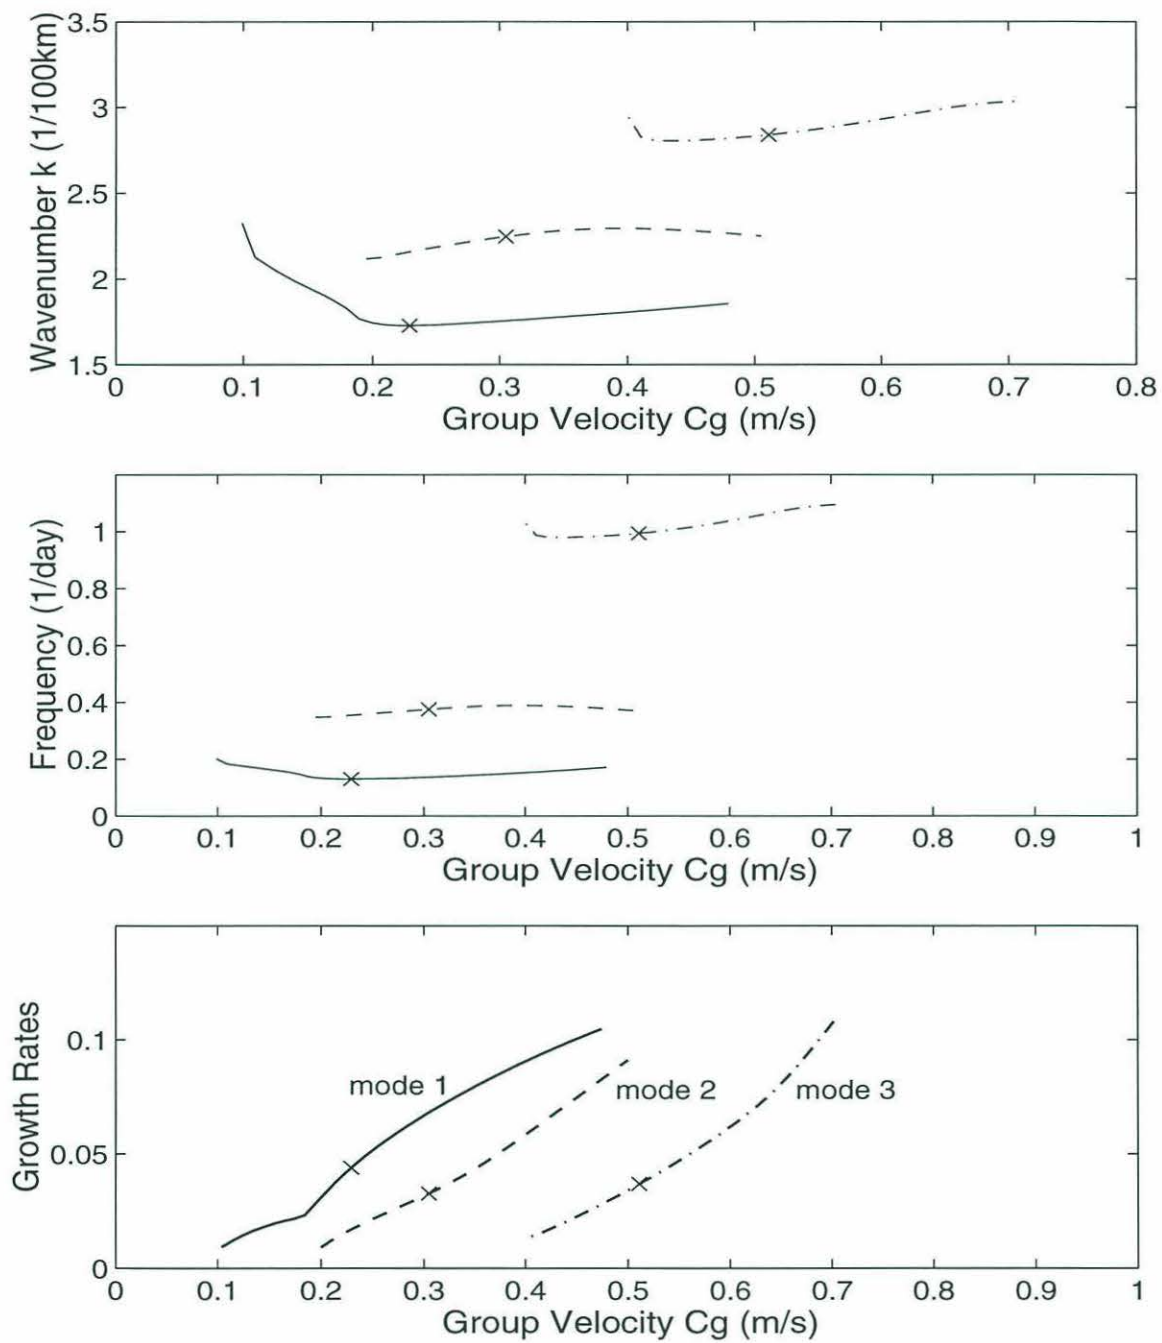 Wavenumber k (1/100km)
3.5
3
2.5
2
1.5
0 0.1 0.2 0.3 0.4 0.5 0.6 0.7 0.8
Group Velocity Cg (m/s)
Frequency (1/day)
1
0.8
0.6
0.4
0.2
0
0 0.1 0.2 0.3 0.4 0.5 0.6 0.7 0.8 0.9 1
Group Velocity Cg (m/s)
Growth Rates
0.1
0.05
0
mode 1
mode 2
mode 3
0 0.1 0.2 0.3 0.4 0.5 0.6 0.7 0.8 0.9 1
Group Velocity Cg (m/s)